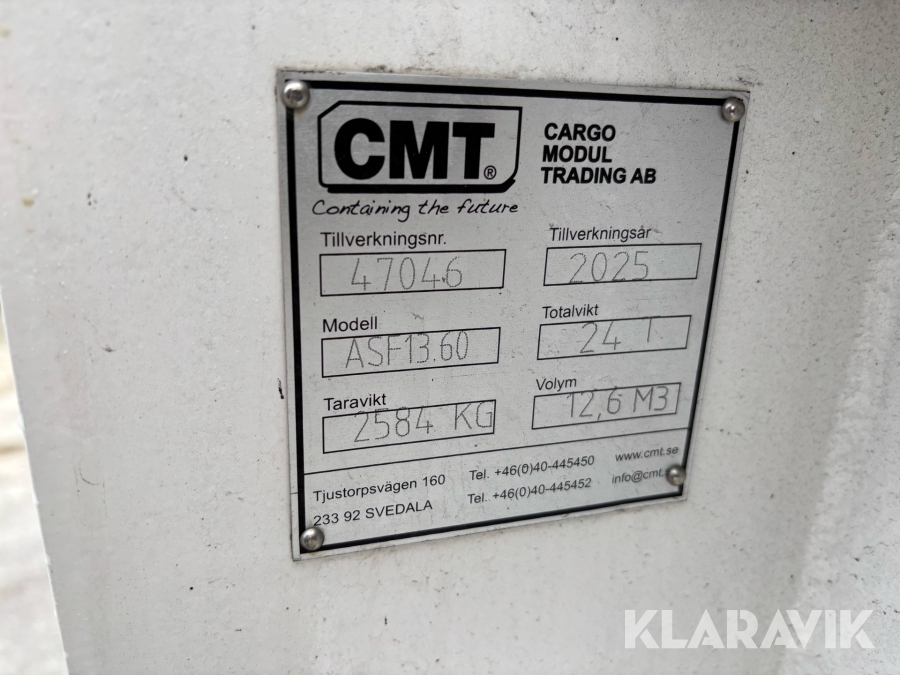 CMT®
CARGO
MODUL
TRADING AB
Containing the future
Tillverkningsnr.
47046
Tillverkningsår
2025
Modell
ASF13.60
Totalvikt
24 T
Taravikt
2584 KG
Volym
12,6 M3
Tjustorpsvägen 160
233 92 SVEDALA
Tel. +46(0)40-445450
Tel. +46(0)40-445452
www.cmt.se
info@cmt.
KLARAVIK